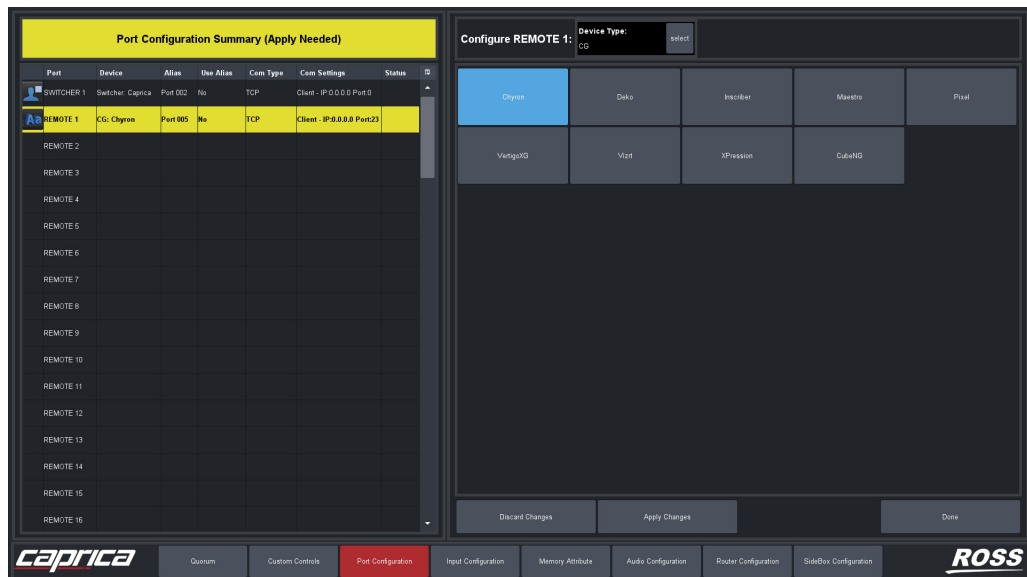 Port Configuration Summary (Apply Needed)
Port Device Alias Use Alias Com Type Com Settings Status
SWITCHER 1 Switcher: Caprica Port 002 No TCP Client - IP:0.0.0.0 Port:0
Aa REMOTE 1 CG: Chyron Port 005 No TCP Client - IP:0.0.0.0 Port:23
REMOTE 2
REMOTE 3
REMOTE 4
REMOTE 5
REMOTE 6
REMOTE 7
REMOTE 8
REMOTE 9
REMOTE 10
REMOTE 11
REMOTE 12
REMOTE 13
REMOTE 14
REMOTE 15
REMOTE 16
Configure REMOTE 1:
Device Type:
CG
select
Chyron Deko Inscriber Maestro Pixel
VertigoXG Vizrt XPression CubeNG
Discard Changes Apply Changes Done
caprica Quorum Custom Controls Port Configuration Input Configuration Memory Attribute Audio Configuration Router Configuration SideBox Configuration ROSS